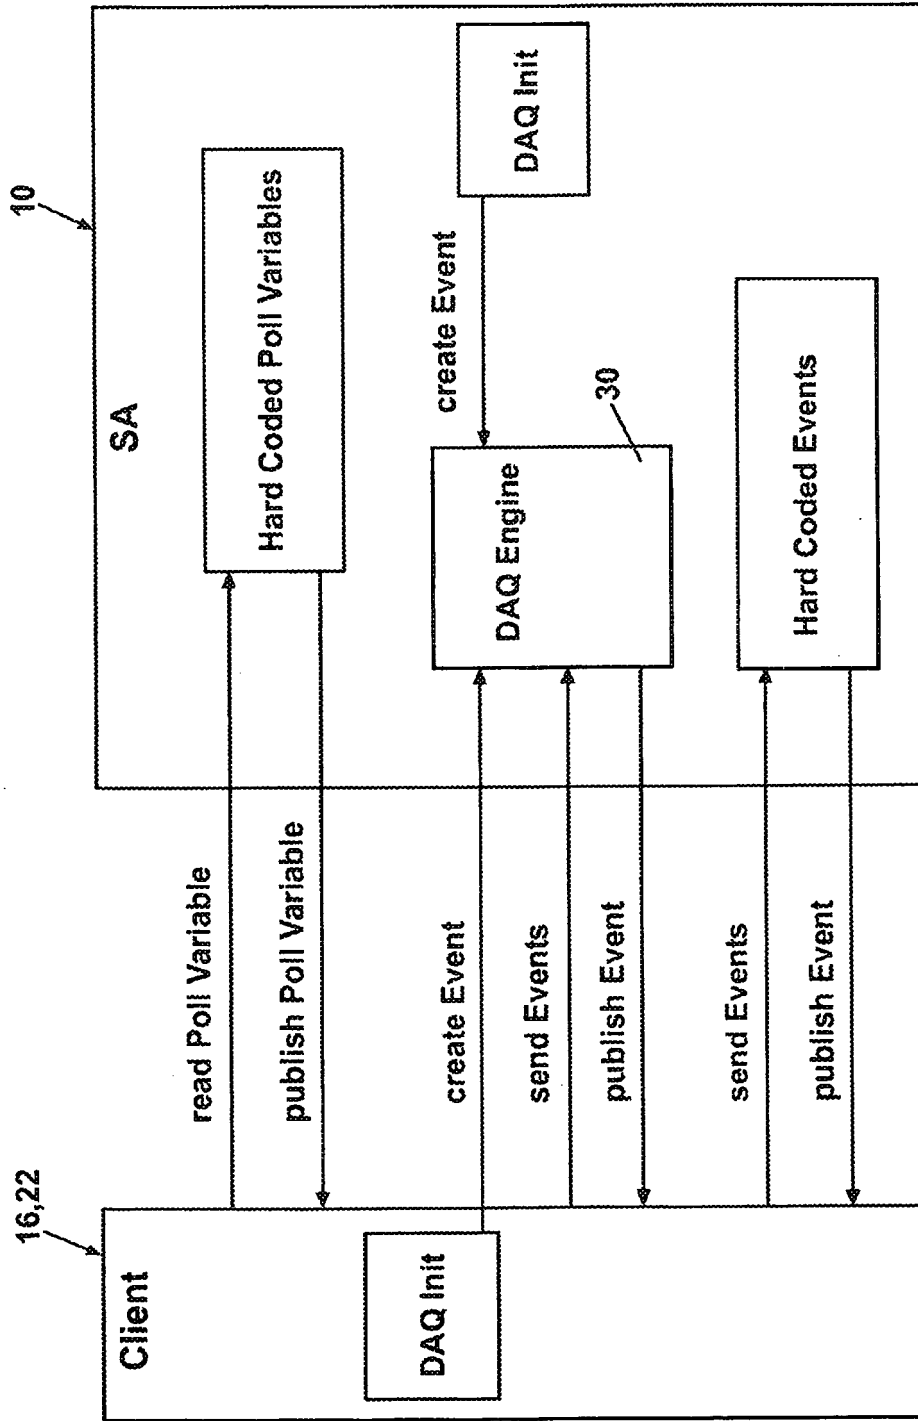 16,22
Client
DAQ Init
read Poll Variable
publish Poll Variable
create Event
send Events
publish Event
send Events
publish Event
10
SA
Hard Coded Poll Variables
DAQ Engine
30
create Event
DAQ Init
Hard Coded Events